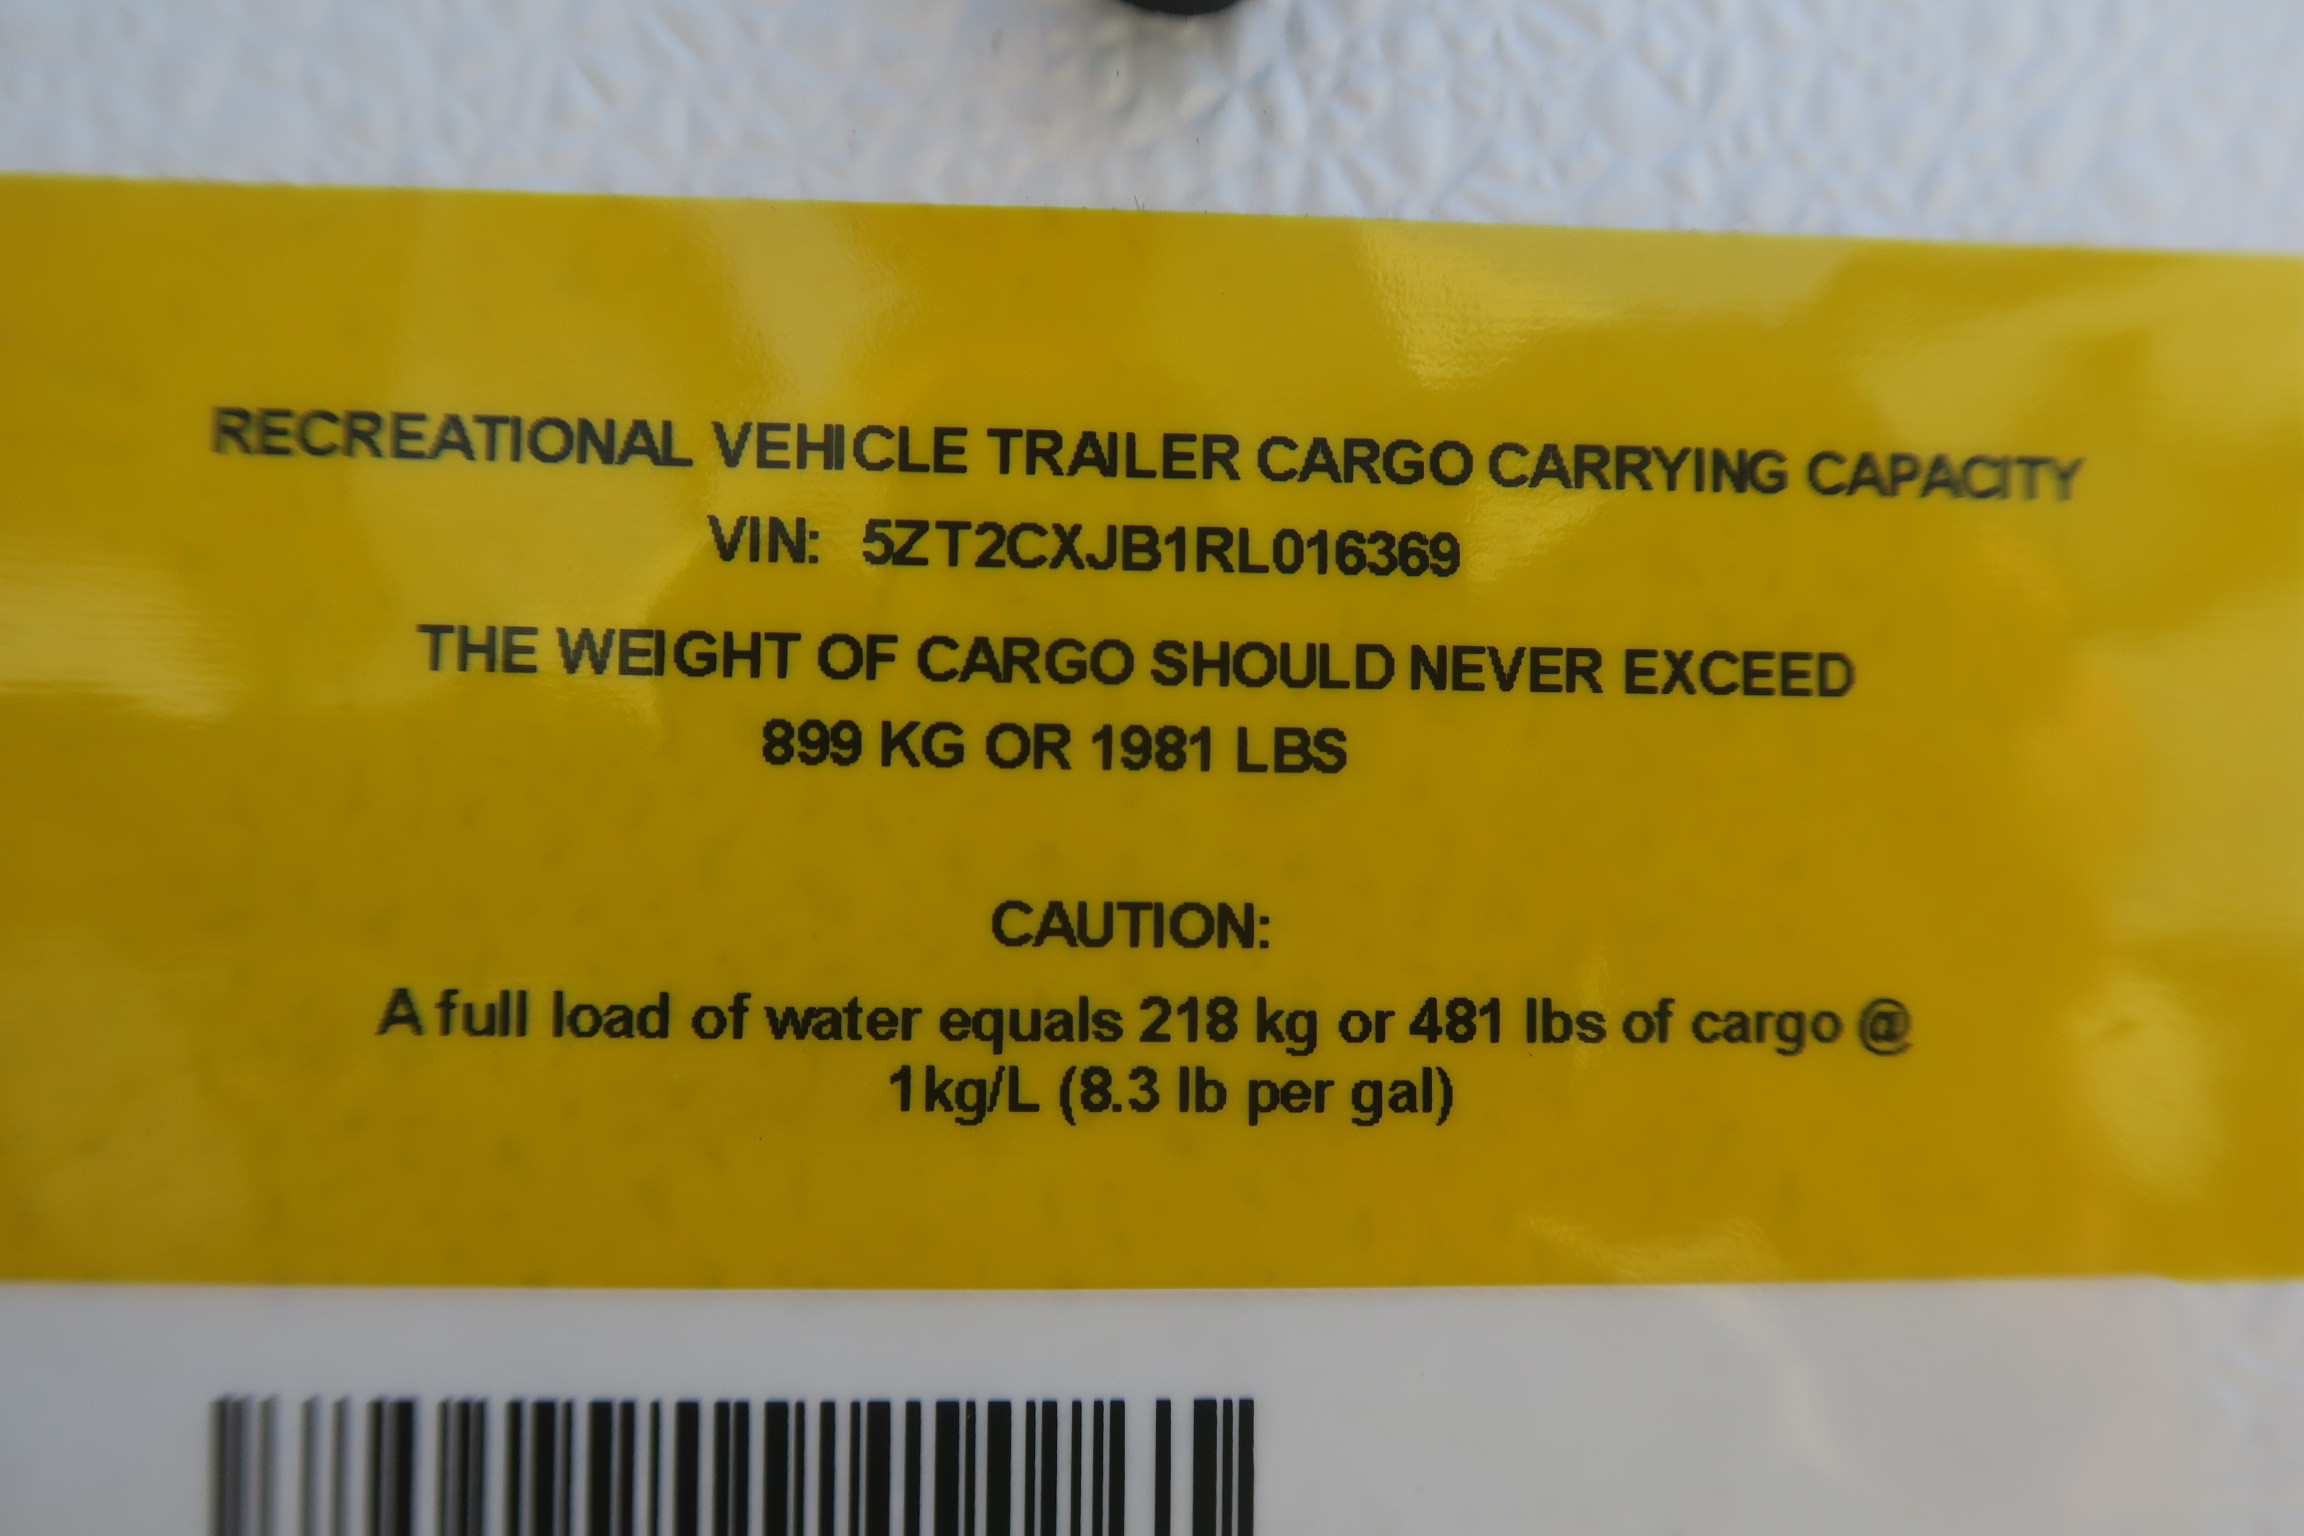 RECREATIONAL VEHICLE TRAILER CARGO CARRYING CAPACITY
VIN: 5ZT2CXJB1RL016369
THE WEIGHT OF CARGO SHOULD NEVER EXCEED
899 KG OR 1981 LBS
CAUTION:
A full load of water equals 218 kg or 481 lbs of cargo @
1kg/L (8.3 lb per gal)